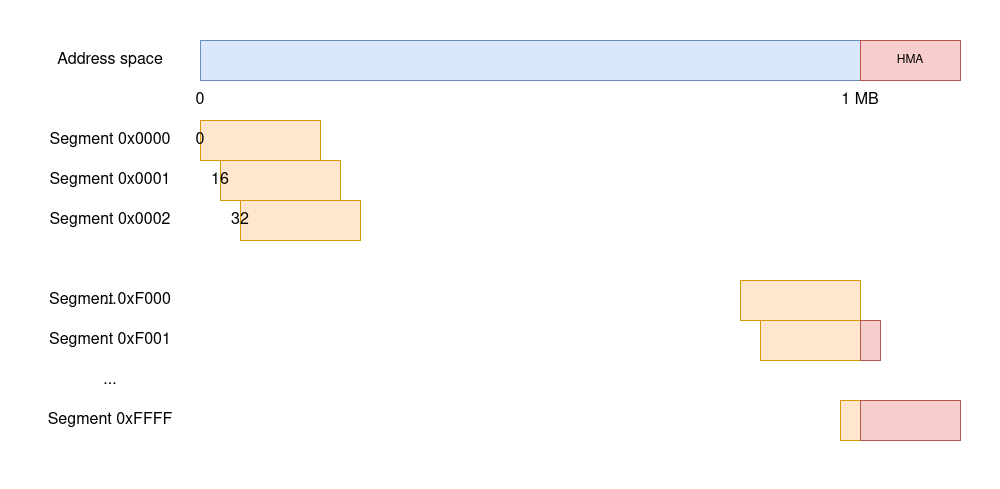 Address space
HMA
0
1 MB
Segment 0x0000
0
Segment 0x0001
16
Segment 0x0002
32
...
Segment 0xF000
Segment 0xF001
...
Segment 0xFFFF